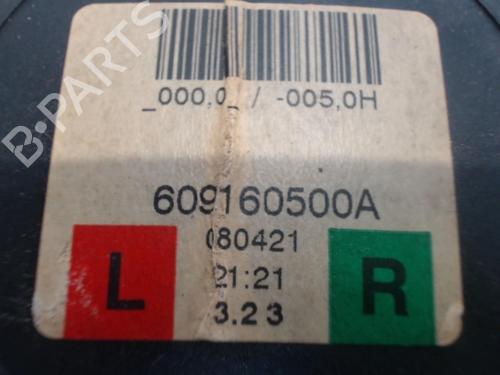 _000,0_ / -005,0H
609160500A
080421
21:21
L
R
3.23
B-PARTS